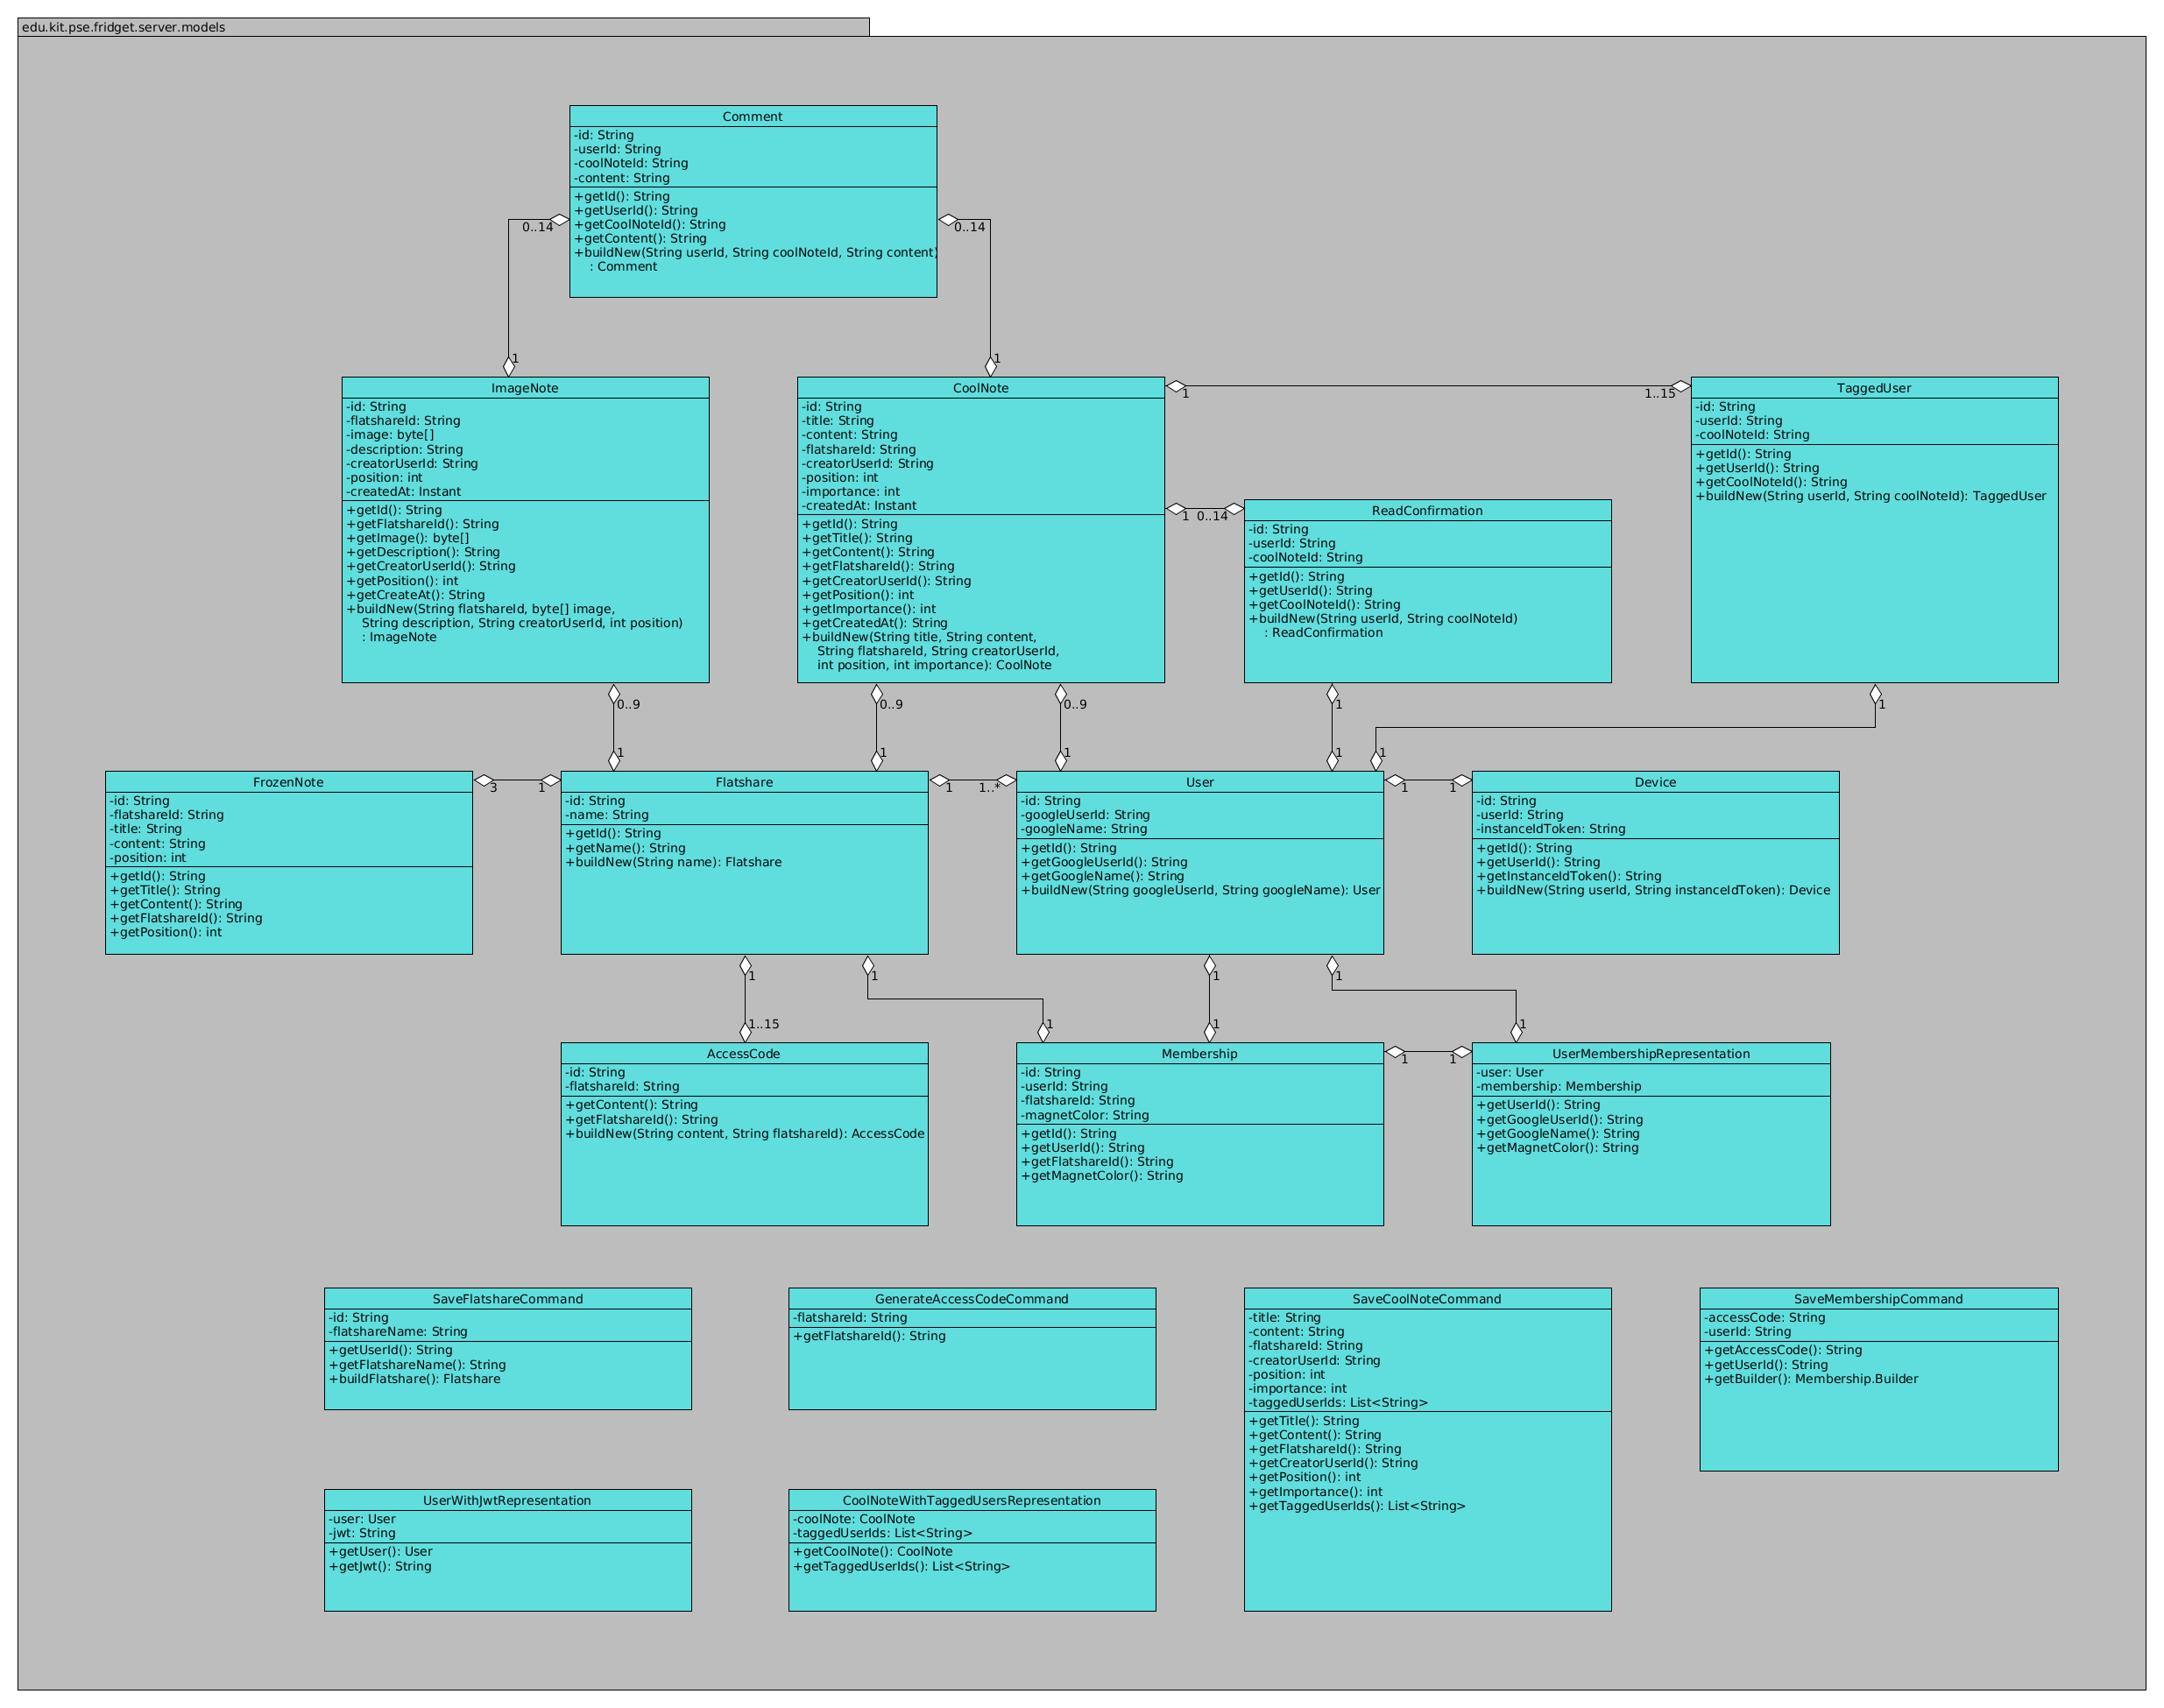 edu.kit.pse.fridget.server.models
Comment
-id: String
-userId: String
-coolNoteId: String
-content: String
+getId(): String
+getUserId(): String
+getCoolNoteId(): String
+getContent(): String
+buildNew(String userId, String coolNoteId, String content)
: Comment
0..14
0..14
1
1
ImageNote
-id: String
-flatshareId: String
-image: byte[]
-description: String
-creatorUserId: String
-position: int
-createdAt: Instant
+getId(): String
+getFlatshareId(): String
+getImage(): byte[]
+getDescription(): String
+getCreatorUserId(): String
+getPosition(): int
+getCreateAt(): String
+buildNew(String flatshareId, byte[] image,
String description, String creatorUserId, int position)
: ImageNote
CoolNote
-id: String
-title: String
-content: String
-flatshareId: String
-creatorUserId: String
-position: int
-importance: int
-createdAt: Instant
+getId(): String
+getTitle(): String
+getContent(): String
+getFlatshareId(): String
+getCreatorUserId(): String
+getPosition(): int
+getImportance(): int
+getCreatedAt(): String
+buildNew(String title, String content,
String flatshareId, String creatorUserId,
int position, int importance): CoolNote
1
1..15
1
0..14
ReadConfirmation
-id: String
-userId: String
-coolNoteId: String
+getId(): String
+getUserId(): String
+getCoolNoteId(): String
+buildNew(String userId, String coolNoteId)
: ReadConfirmation
TaggedUser
-id: String
-userId: String
-coolNoteId: String
+getId(): String
+getUserId(): String
+getCoolNoteId(): String
+buildNew(String userId, String coolNoteId): TaggedUser
0..9
0..9
0..9
1
1
1
1
1
1
1
FrozenNote
-id: String
-flatshareId: String
-title: String
-content: String
-position: int
+getId(): String
+getTitle(): String
+getContent(): String
+getFlatshareId(): String
+getPosition(): int
3
1
Flatshare
-id: String
-name: String
+getId(): String
+getName(): String
+buildNew(String name): Flatshare
1
1..*
User
-id: String
-googleUserId: String
-googleName: String
+getId(): String
+getGoogleUserId(): String
+getGoogleName(): String
+buildNew(String googleUserId, String googleName): User
1
1
Device
-id: String
-userId: String
-instanceIdToken: String
+getId(): String
+getUserId(): String
+getInstanceIdToken(): String
+buildNew(String userId, String instanceIdToken): Device
1
1
1
1
1..15
1
1
1
AccessCode
-id: String
-flatshareId: String
+getContent(): String
+getFlatshareId(): String
+buildNew(String content, String flatshareId): AccessCode
Membership
-id: String
-userId: String
-flatshareId: String
-magnetColor: String
+getId(): String
+getUserId(): String
+getFlatshareId(): String
+getMagnetColor(): String
1
1
UserMembershipRepresentation
-user: User
-membership: Membership
+getUserId(): String
+getGoogleUserId(): String
+getGoogleName(): String
+getMagnetColor(): String
SaveFlatshareCommand
-id: String
-flatshareName: String
+getUserId(): String
+getFlatshareName(): String
+buildFlatshare(): Flatshare
GenerateAccessCodeCommand
-flatshareId: String
+getFlatshareId(): String
SaveCoolNoteCommand
-title: String
-content: String
-flatshareId: String
-creatorUserId: String
-position: int
-importance: int
-taggedUserIds: List<String>
+getTitle(): String
+getContent(): String
+getFlatshareId(): String
+getCreatorUserId(): String
+getPosition(): int
+getImportance(): int
+getTaggedUserIds(): List<String>
SaveMembershipCommand
-accessCode: String
-userId: String
+getAccessCode(): String
+getUserId(): String
+getBuilder(): Membership.Builder
UserWithJwtRepresentation
-user: User
-jwt: String
+getUser(): User
+getJwt(): String
CoolNoteWithTaggedUsersRepresentation
-coolNote: CoolNote
-taggedUserIds: List<String>
+getCoolNote(): CoolNote
+getTaggedUserIds(): List<String>